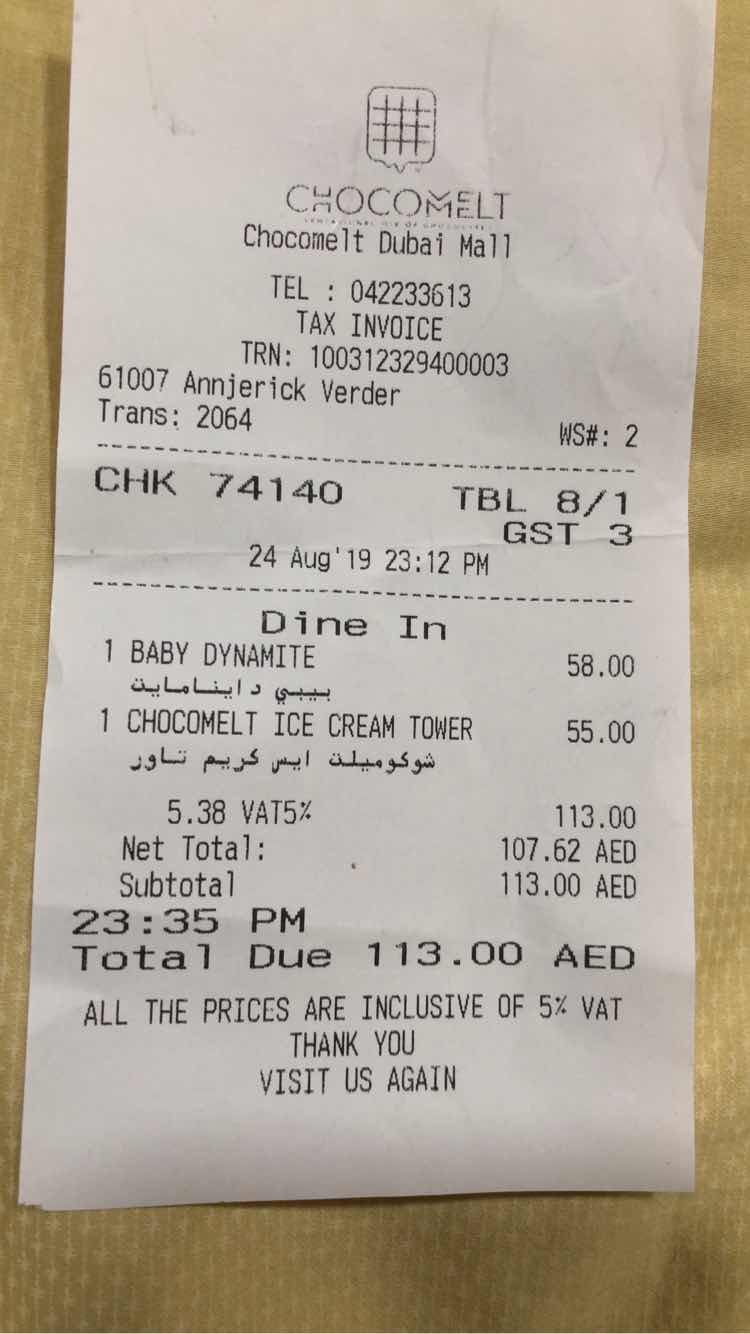 CHOCOMELT
Chocomelt Dubai Mall
TEL : 042233613
TAX INVOICE
TRN: 100312329400003
61007 Annjerick Verder
Trans: 2064 WS#: 2
CHK 74140 TBL 8/1
GST 3
24 Aug'19 23:12 PM
Dine In
1 BABY DYNAMITE 58.00
بيبي داينامايت
1 CHOCOMELT ICE CREAM TOWER 55.00
شوكوميلت ايس كريم تاور
5.38 VAT5% 113.00
Net Total: 107.62 AED
Subtotal 113.00 AED
23:35 PM
Total Due 113.00 AED
ALL THE PRICES ARE INCLUSIVE OF 5% VAT
THANK YOU
VISIT US AGAIN